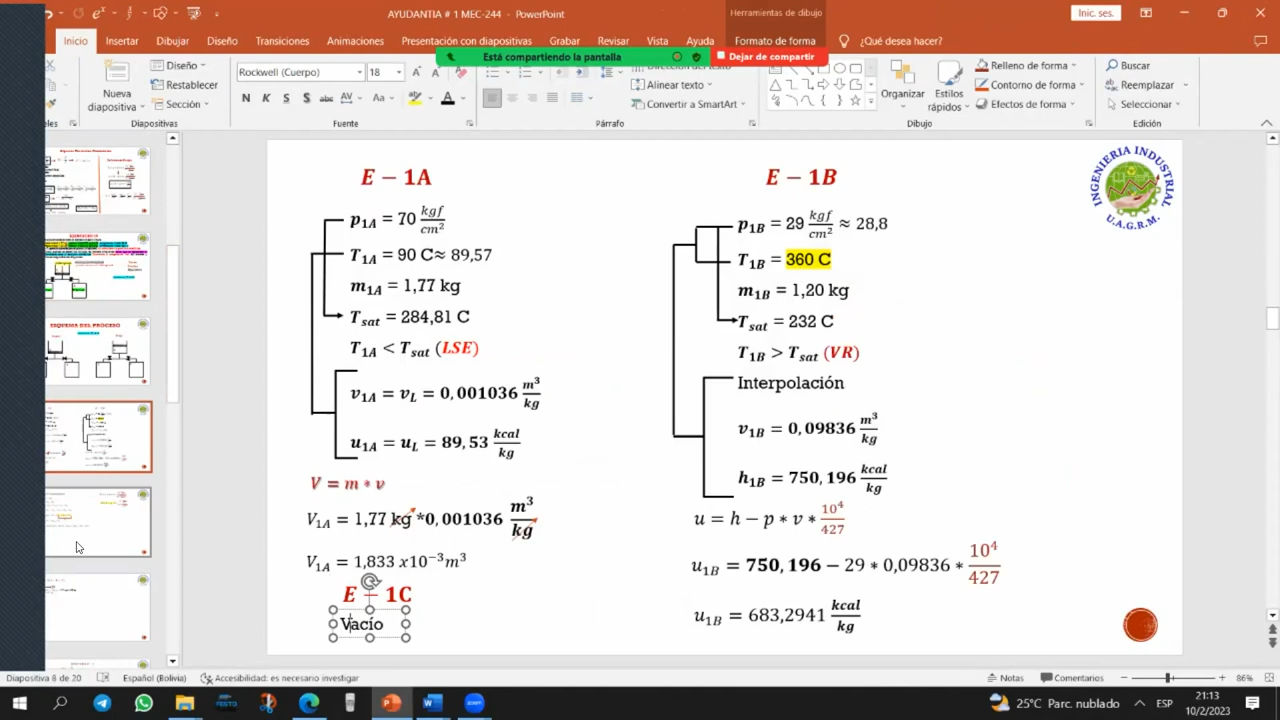 AYUDANTIA # 1 MEC-244 - PowerPoint
Herramientas de dibujo
Inic. ses.
Inicio Insertar Dibujar Diseño Transiciones Animaciones Presentación con diapositivas Grabar Revisar Vista Ayuda Formato de forma ¿Qué desea hacer?
Está compartiendo la pantalla
Dejar de compartir
Nueva diapositiva
Diseño
Restablecer
Sección
Rockwell (Cuerpo) 18
N K S S abc AV Aa A
Alinear texto
Convertir a SmartArt
Organizar
Estilos rápidos
Relleno de forma
Contorno de forma
Efectos de forma
Buscar
Reemplazar
Seleccionar
Diapositivas
Fuente
Párrafo
Dibujo
Edición
ESQUEMA DEL PROCESO
E − 1A
p₁A = 70 kgf/cm²
T₁A = 90 C≈ 89,57
m₁A = 1,77 kg
Tsat = 284,81 C
T₁A < Tsat (LSE)
v₁A = vL = 0,001036 m³/kg
u₁A = uL = 89,53 kcal/kg
V = m ∗ v
V₁A = 1,77 kg *0,001036 m³/kg
V₁A = 1,833 x10⁻³m³
E − 1C
Vacío
E − 1B
p₁B = 29 kgf/cm² ≈ 28,8
T₁B = 360 C
m₁B = 1,20 kg
Tsat = 232 C
T₁B > Tsat (VR)
Interpolación
v₁B = 0,09836 m³/kg
h₁B = 750,196 kcal/kg
u = h − p ∗ v ∗ 10⁴/427
u₁B = 750,196 − 29 ∗ 0,09836 ∗ 10⁴/427
u₁B = 683,2941 kcal/kg
INGENIERIA INDUSTRIAL
U.A.G.R.M.
Diapositiva 8 de 20 Español (Bolivia) Accesibilidad: es necesario investigar
Notas Comentarios 86%
25°C Parc. nublado
ESP
21:13
10/2/2023